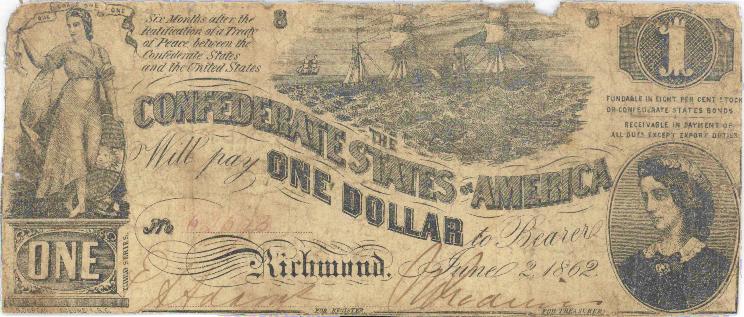 ONE ONE ONE
Six Months after the
Ratification of a Treaty
of Peace between the
Confederate States
and the United States
8
8
1
FUNDABLE IN EIGHT PER CENT STOCK
OR CONFEDERATE STATES BONDS
RECEIVABLE IN PAYMENT OF
ALL DUES EXCEPT EXPORT DUTIES
THE
CONFEDERATE STATES OF AMERICA
Will pay ONE DOLLAR to Bearer
No
Richmond, June 2, 1862
ONE
FOR REGISTER
FOR TREASURER